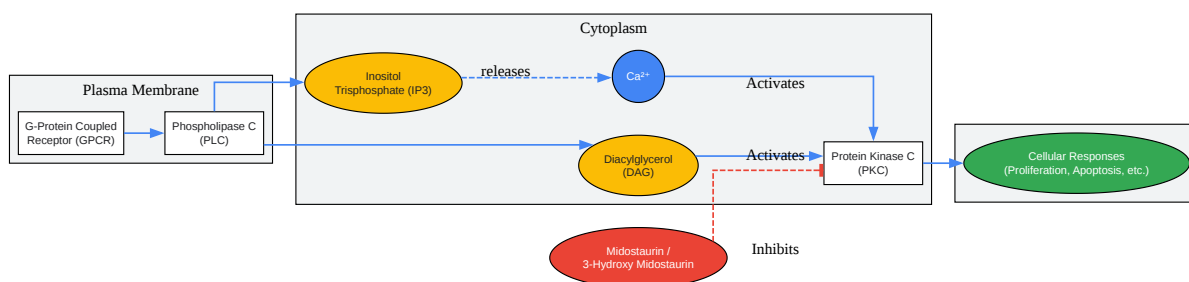 Cytoplasm
Inositol
Trisphosphate (IP3)
releases
Ca²⁺
Activates
Plasma Membrane
G-Protein Coupled
Receptor (GPCR)
Phospholipase C
(PLC)
Diacylglycerol
(DAG)
Activates
Protein Kinase C
(PKC)
Cellular Responses
(Proliferation, Apoptosis, etc.)
Midostaurin /
3-Hydroxy Midostaurin
Inhibits